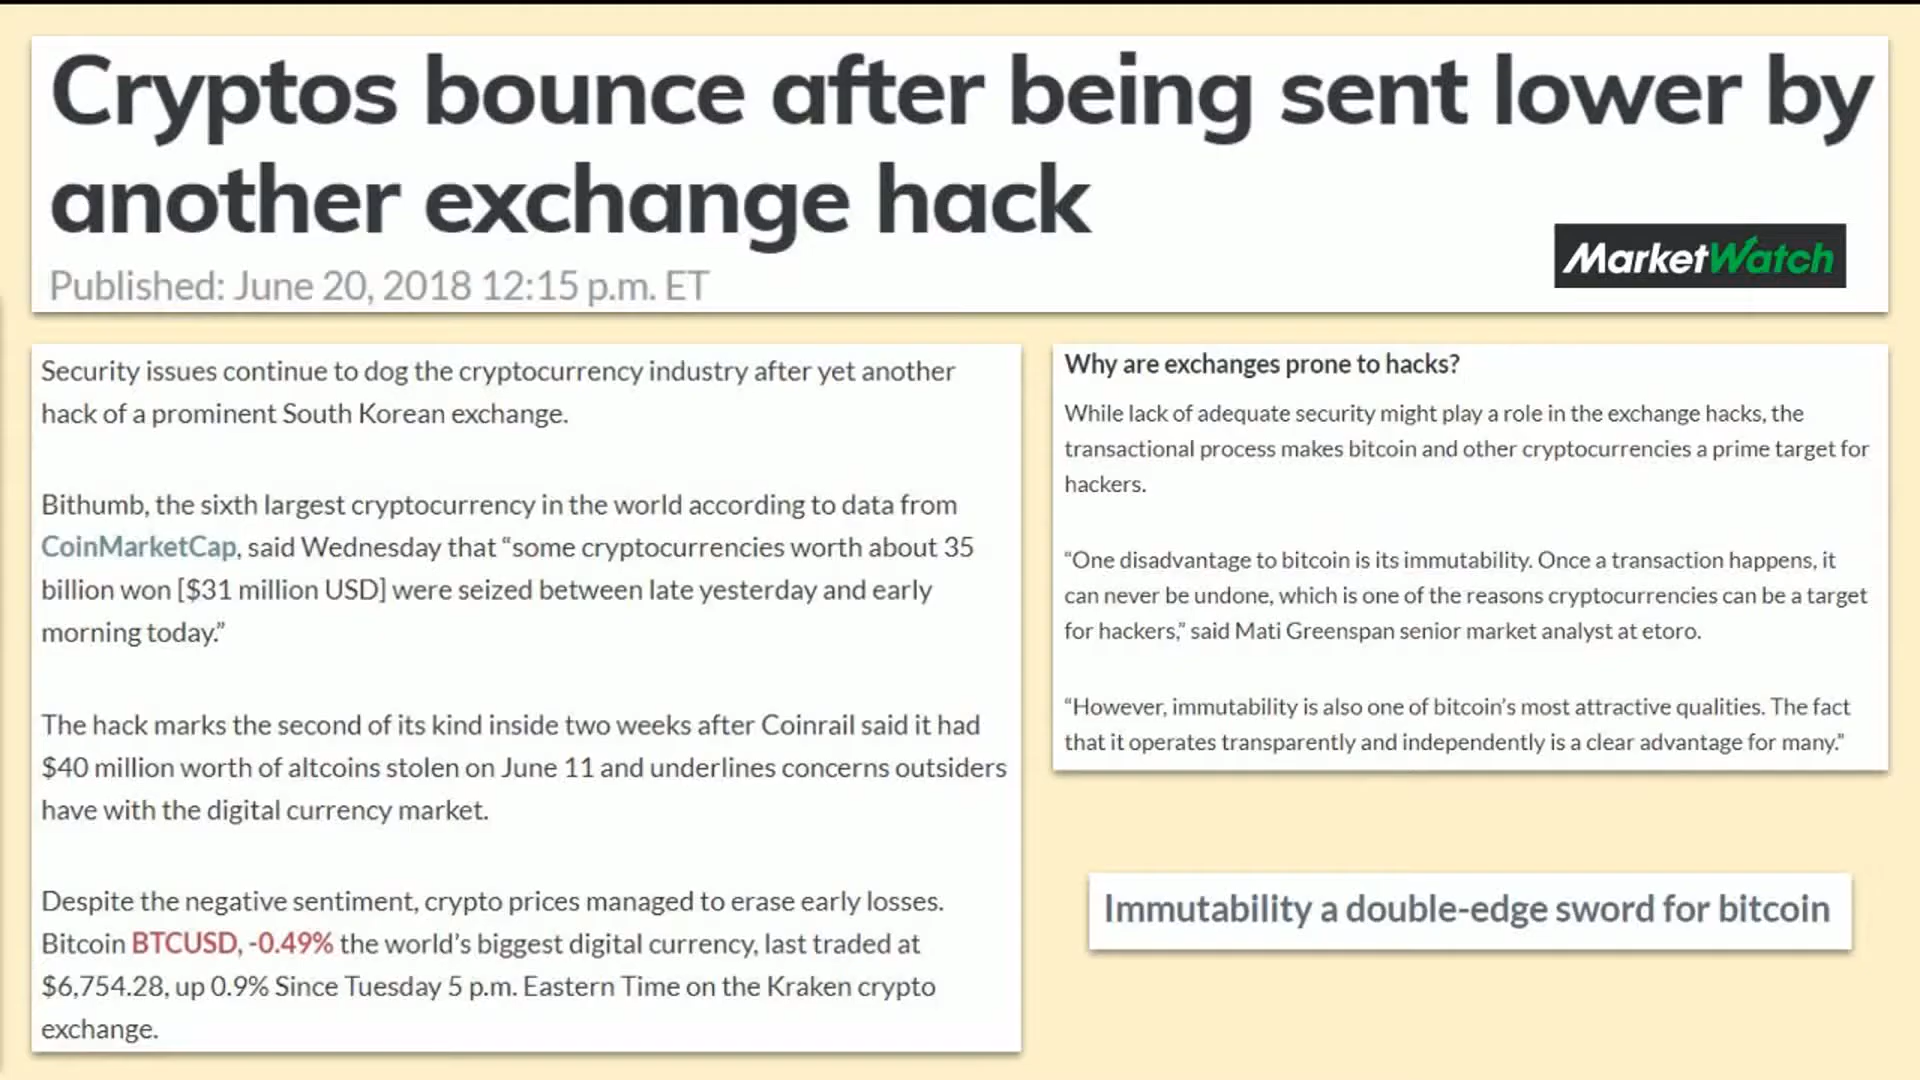 Cryptos bounce after being sent lower by
another exchange hack
Published: June 20, 2018 12:15 p.m. ET
MarketWatch
Security issues continue to dog the cryptocurrency industry after yet another
hack of a prominent South Korean exchange.
Bithumb, the sixth largest cryptocurrency in the world according to data from
CoinMarketCap, said Wednesday that “some cryptocurrencies worth about 35
billion won [$31 million USD] were seized between late yesterday and early
morning today.”
The hack marks the second of its kind inside two weeks after Coinrail said it had
$40 million worth of altcoins stolen on June 11 and underlines concerns outsiders
have with the digital currency market.
Despite the negative sentiment, crypto prices managed to erase early losses.
Bitcoin BTCUSD, -0.49% the world’s biggest digital currency, last traded at
$6,754.28, up 0.9% Since Tuesday 5 p.m. Eastern Time on the Kraken crypto
exchange.
Why are exchanges prone to hacks?
While lack of adequate security might play a role in the exchange hacks, the
transactional process makes bitcoin and other cryptocurrencies a prime target for
hackers.
“One disadvantage to bitcoin is its immutability. Once a transaction happens, it
can never be undone, which is one of the reasons cryptocurrencies can be a target
for hackers,” said Mati Greenspan senior market analyst at etoro.
“However, immutability is also one of bitcoin’s most attractive qualities. The fact
that it operates transparently and independently is a clear advantage for many.”
Immutability a double-edge sword for bitcoin